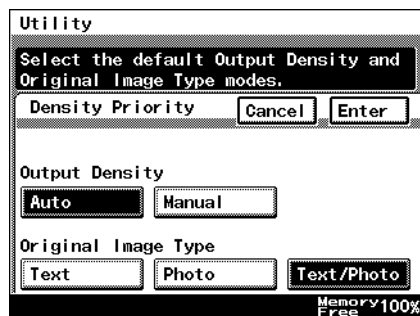 Utility
Select the default Output Density and
Original Image Type modes.
Density Priority Cancel Enter
Output Density
Auto Manual
Original Image Type
Text Photo Text/Photo
Memory
Free 100%